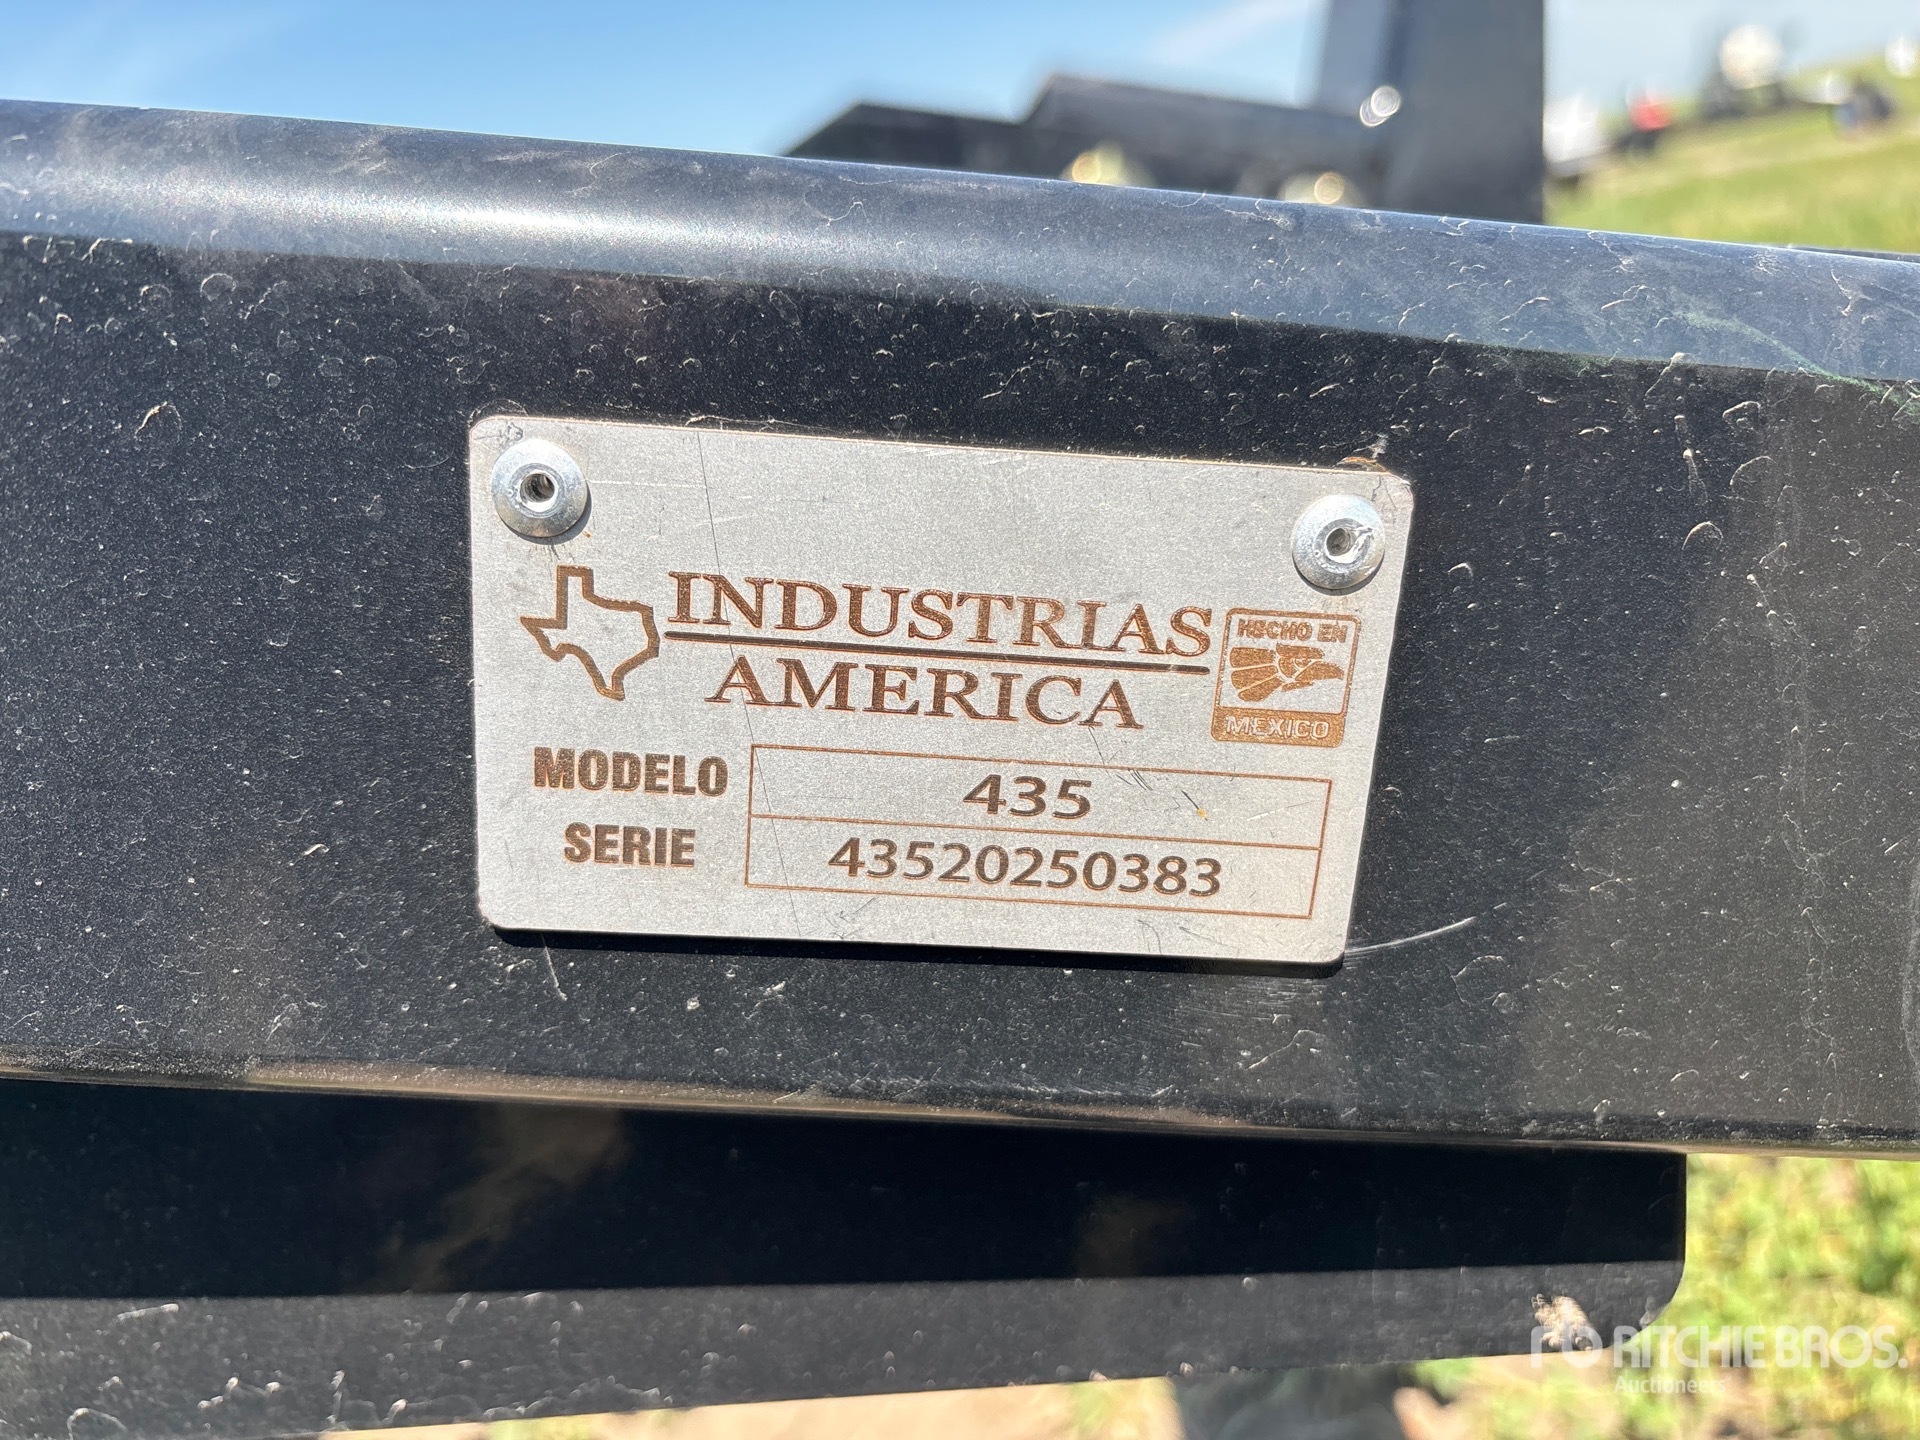 INDUSTRIAS
AMERICA
HECHO EN
MEXICO
MODELO 435
SERIE 43520250383
RITCHIE BROS.
Auctioneers